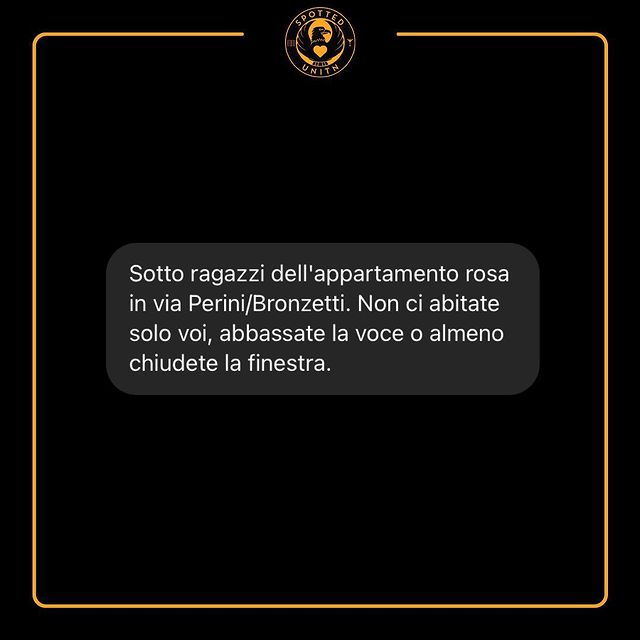 SPOTTED
UNITN
Sotto ragazzi dell'appartamento rosa
in via Perini/Bronzetti. Non ci abitate
solo voi, abbassate la voce o almeno
chiudete la finestra.